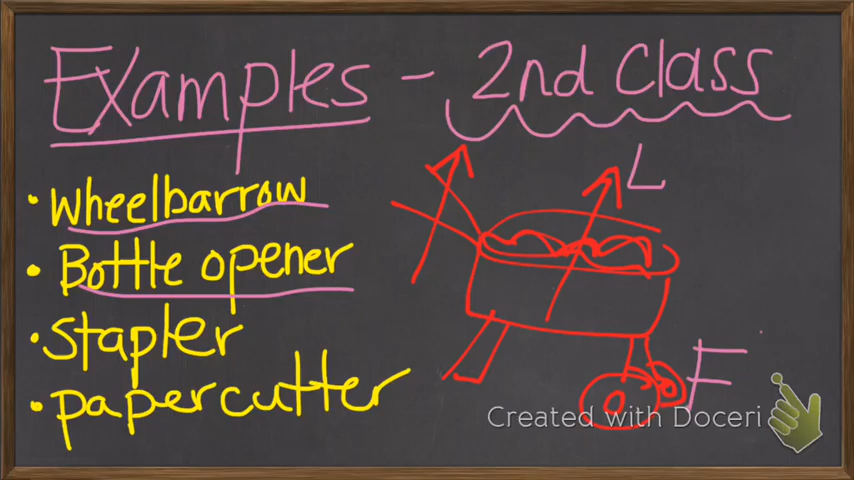 Examples - 2nd Class
• wheelbarrow
• Bottle opener
• stapler
• papercutter
L
F
Created with Doceri